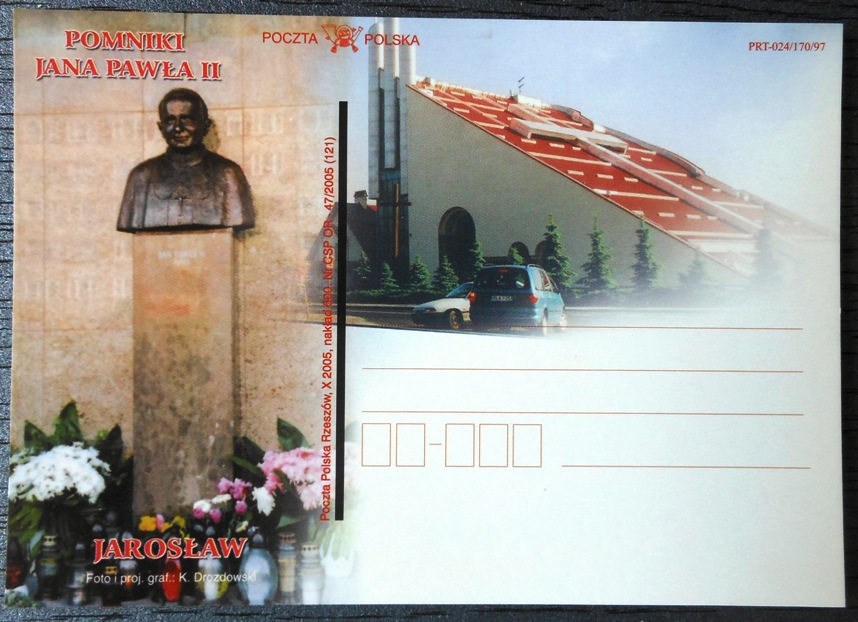 POMNIKI
JANA PAWŁA II
POCZTA POLSKA
PRT-024/170/97
Poczta Polska Rzeszów, X 2005, nakład 500. Nr CSP OR - 47/2005 (121)
JAROSŁAW
Foto i proj. graf.: K. Drozdowski